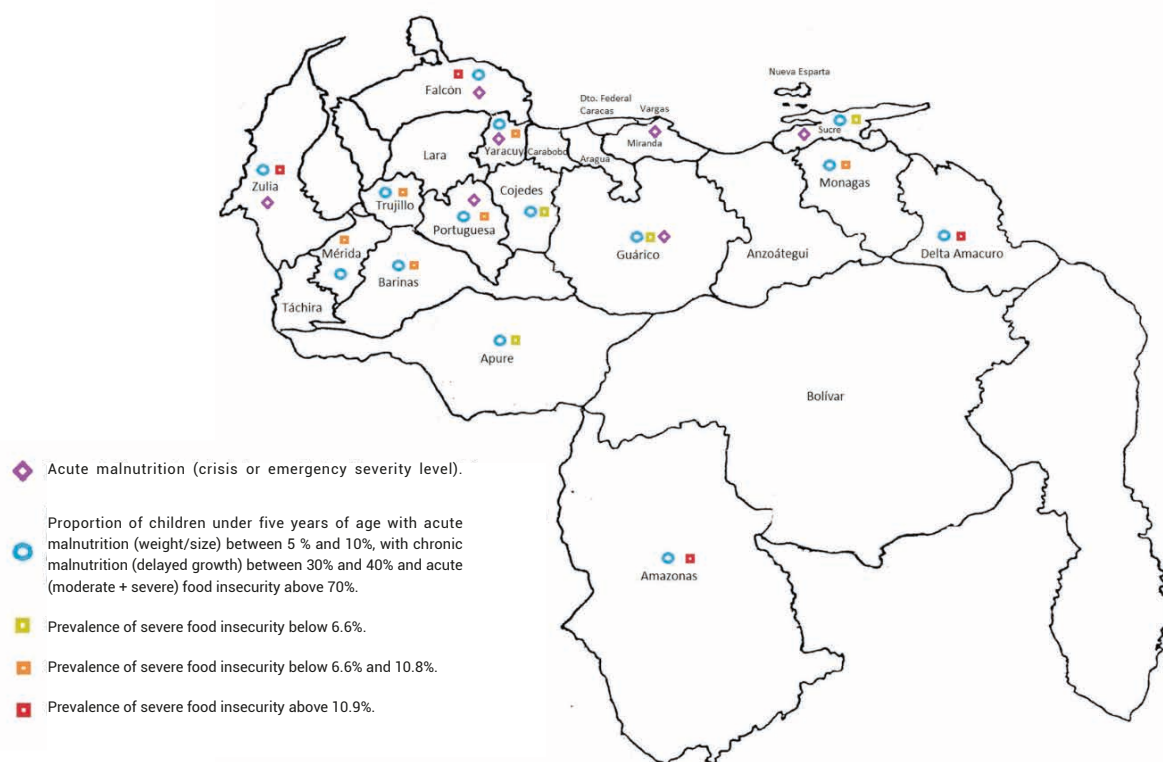 Nueva Esparta
Dto. Federal
Caracas
Vargas
Falcón
Sucre
Miranda
Yaracuy
Carabobo
Lara
Aragua
Zulia
Cojedes
Monagas
Trujillo
Portuguesa
Mérida
Guárico
Anzoátegui
Delta Amacuro
Barinas
Táchira
Apure
Bolívar
Amazonas
Acute malnutrition (crisis or emergency severity level).
Proportion of children under five years of age with acute
malnutrition (weight/size) between 5 % and 10%, with chronic
malnutrition (delayed growth) between 30% and 40% and acute
(moderate + severe) food insecurity above 70%.
Prevalence of severe food insecurity below 6.6%.
Prevalence of severe food insecurity below 6.6% and 10.8%.
Prevalence of severe food insecurity above 10.9%.